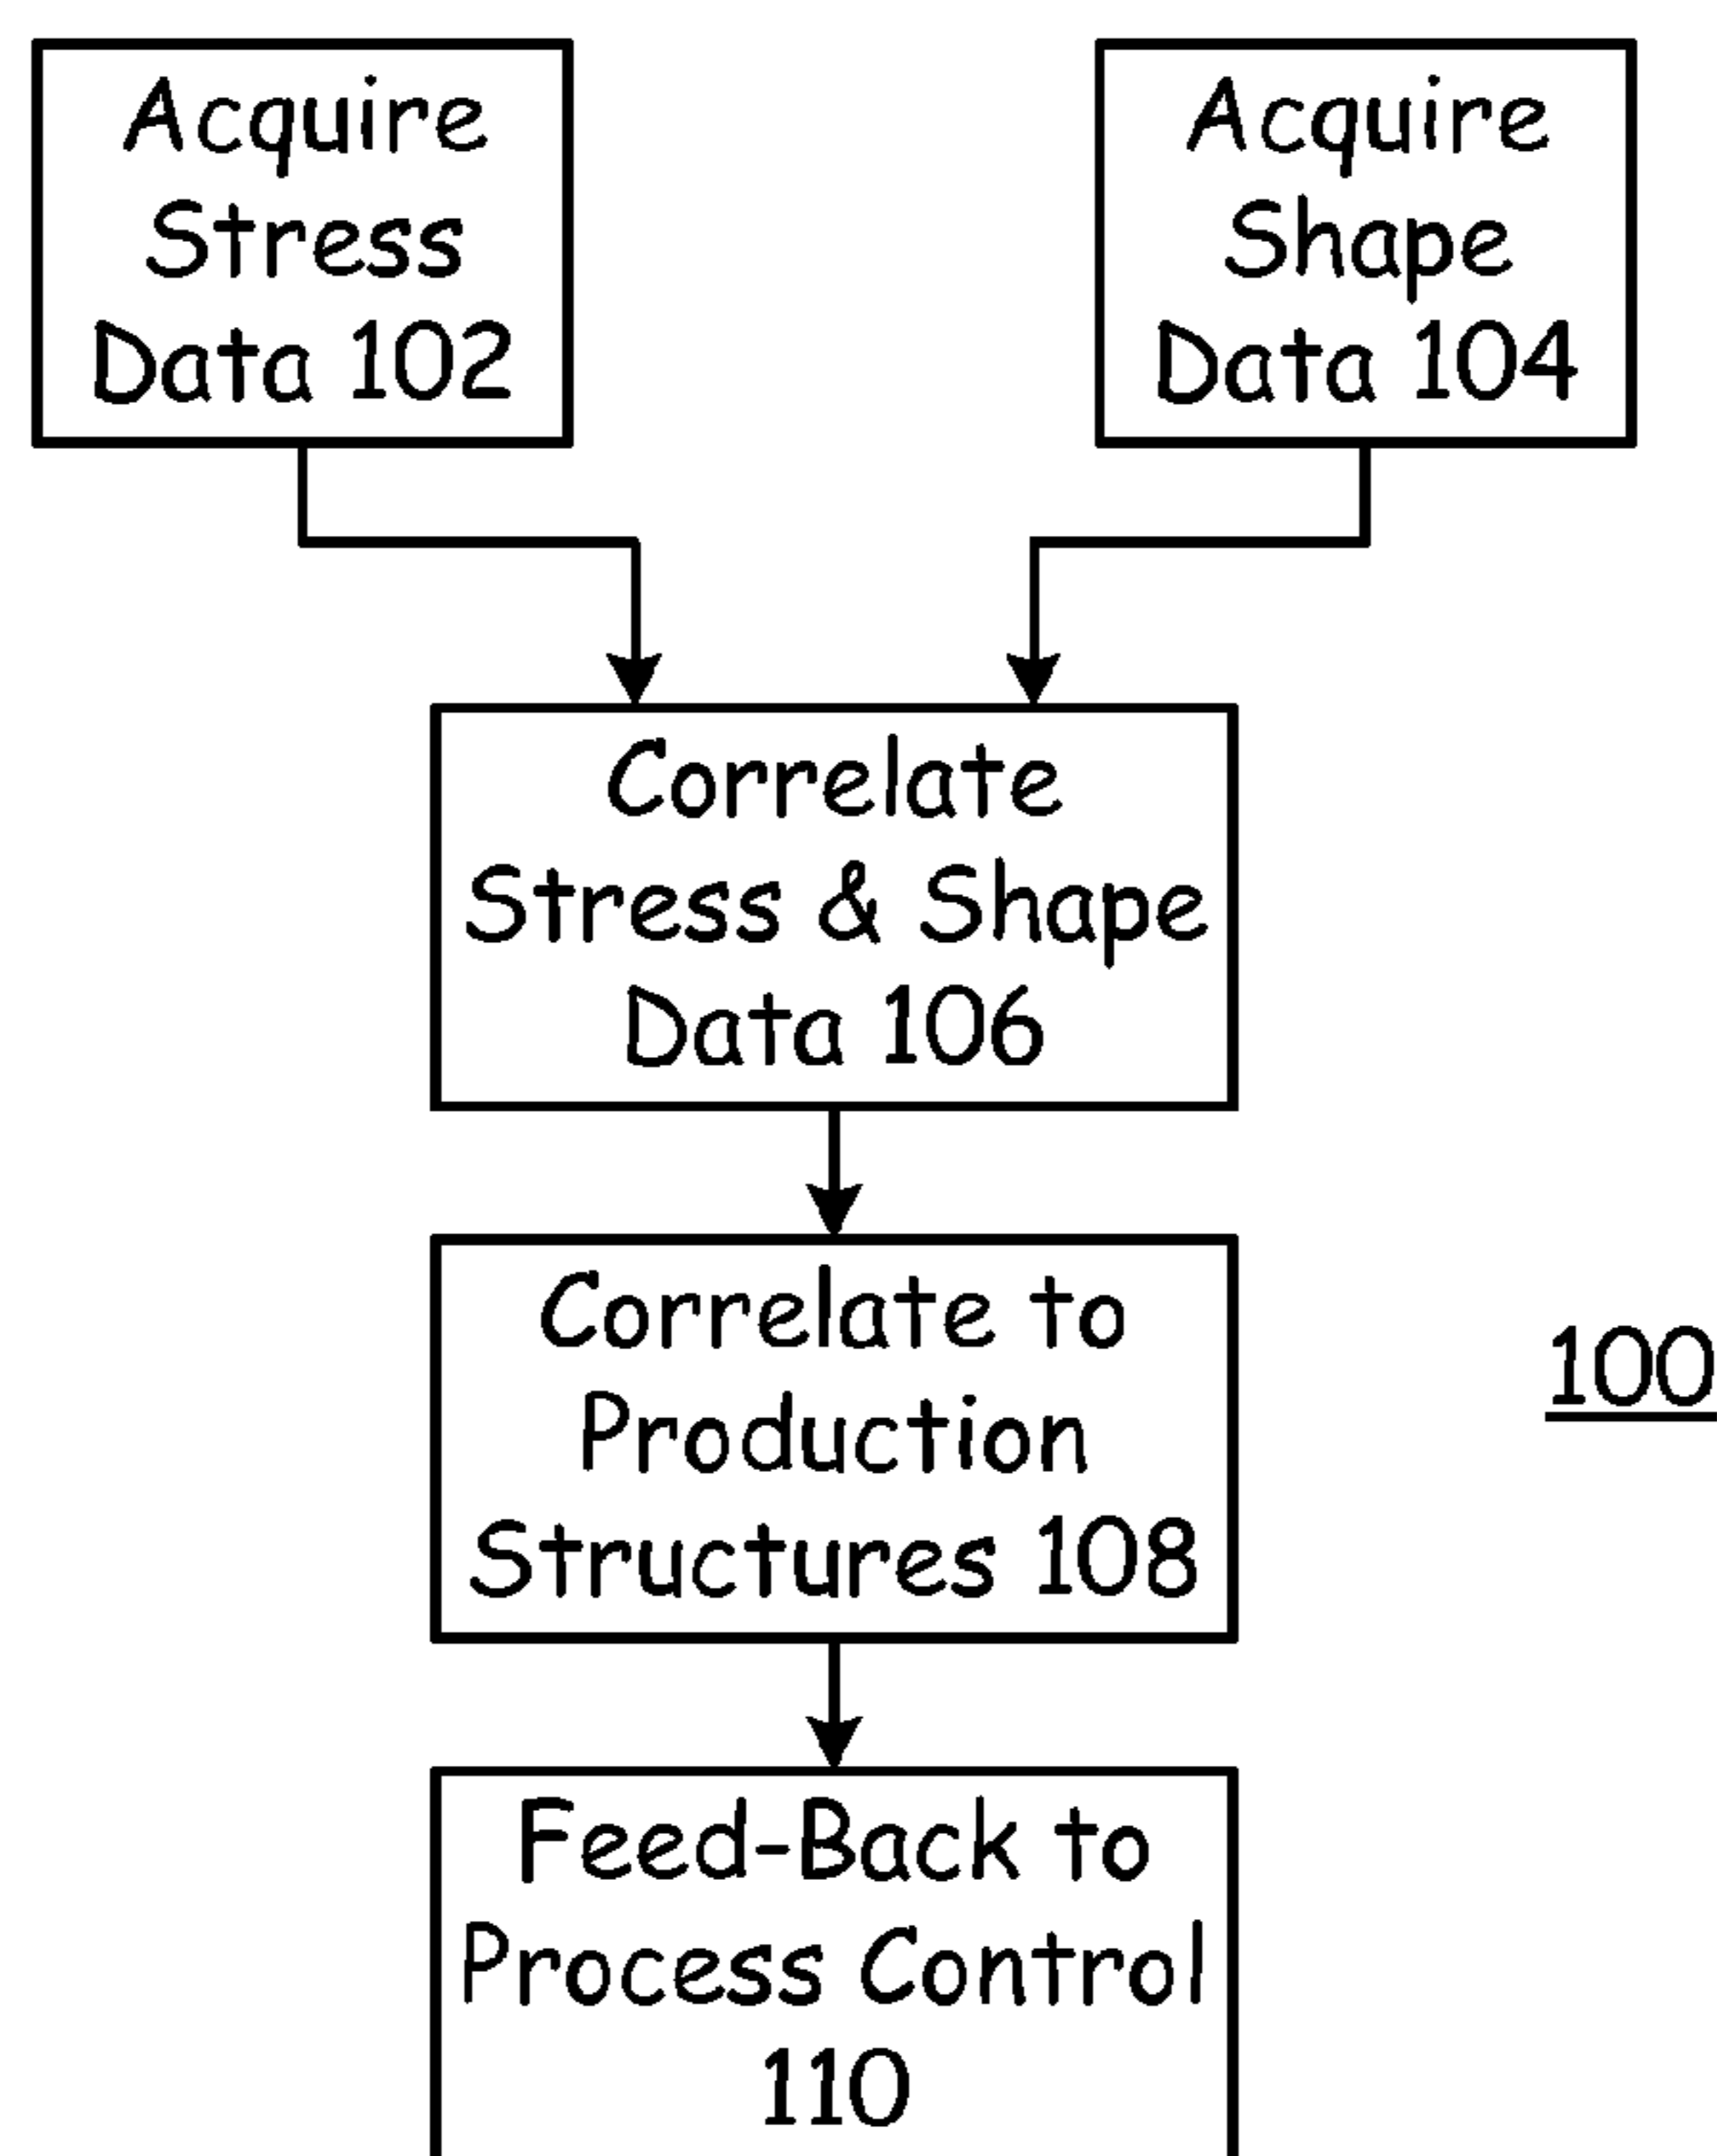 Acquire
Stress
Data 102
Acquire
Shape
Data 104
Correlate
Stress & Shape
Data 106
Correlate to
Production
Structures 108
100
Feed-Back to
Process Control
110